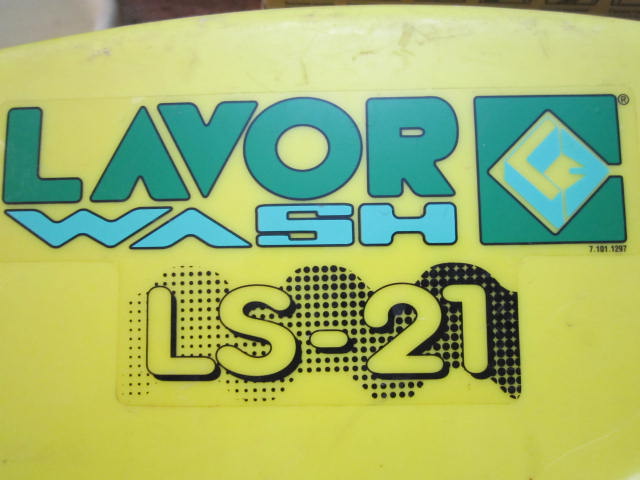 LAVOR ®
WASH
7.101.1297
LS-21